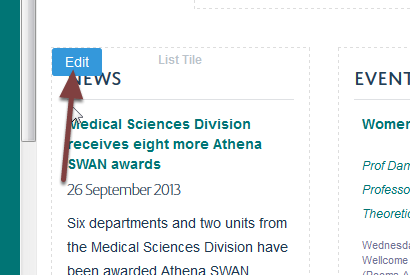 Edit
List Tile
NEWS
Medical Sciences Division
receives eight more Athena
SWAN awards
26 September 2013
Six departments and two units from
the Medical Sciences Division have
been awarded Athena SWAN
EVENT
Women
Prof Dam
Professo
Theoretic
Wednesda
Wellcome